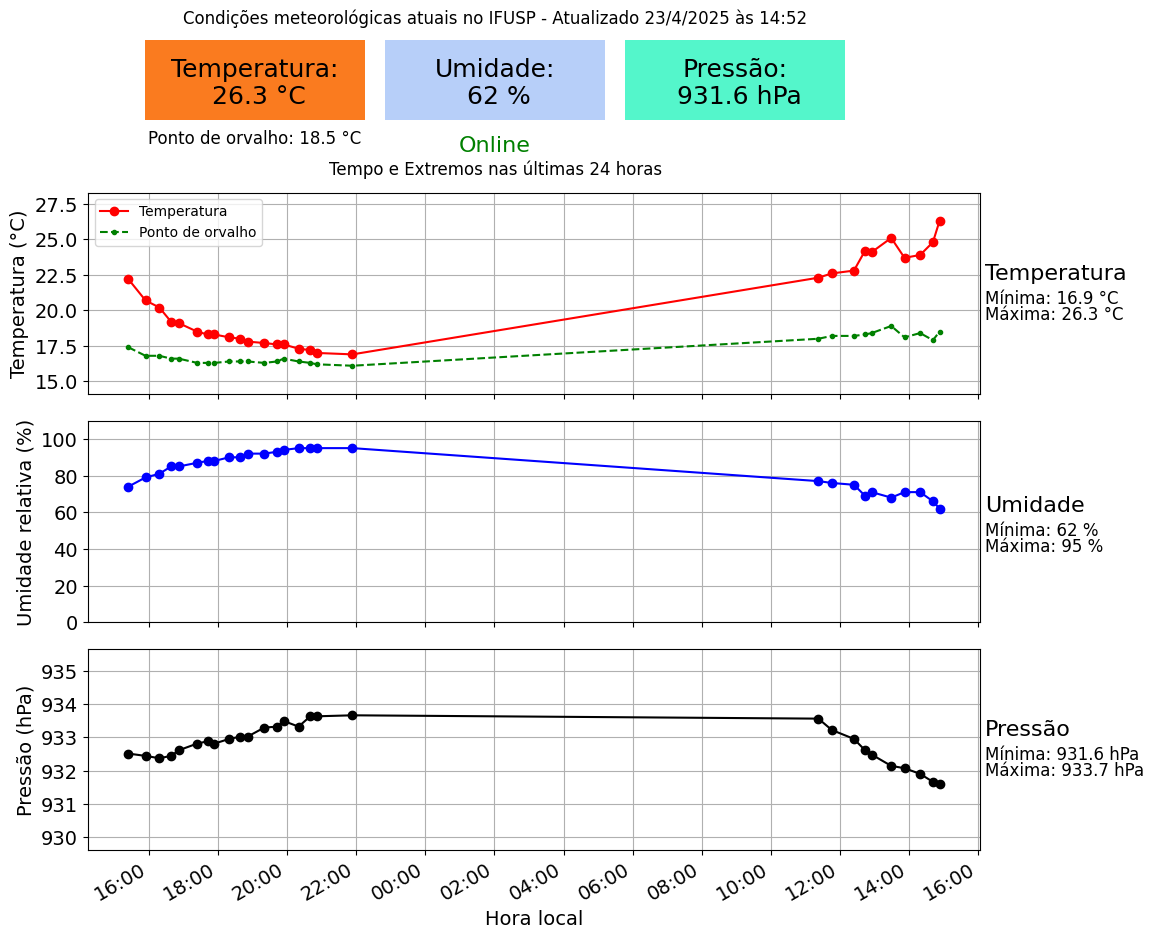 Condições meteorológicas atuais no IFUSP - Atualizado 23/4/2025 às 14:52
Temperatura:
26.3 °C
Umidade:
62 %
Pressão:
931.6 hPa
Ponto de orvalho: 18.5 °C
Online
Tempo e Extremos nas últimas 24 horas
Temperatura (°C)
27.5
25.0
22.5
20.0
17.5
15.0
Temperatura
Ponto de orvalho
Temperatura
Mínima: 16.9 °C
Máxima: 26.3 °C
Umidade relativa (%)
100
80
60
40
20
0
Umidade
Mínima: 62 %
Máxima: 95 %
Pressão (hPa)
935
934
933
932
931
930
Pressão
Mínima: 931.6 hPa
Máxima: 933.7 hPa
16:00 18:00 20:00 22:00 00:00 02:00 04:00 06:00 08:00 10:00 12:00 14:00 16:00
Hora local